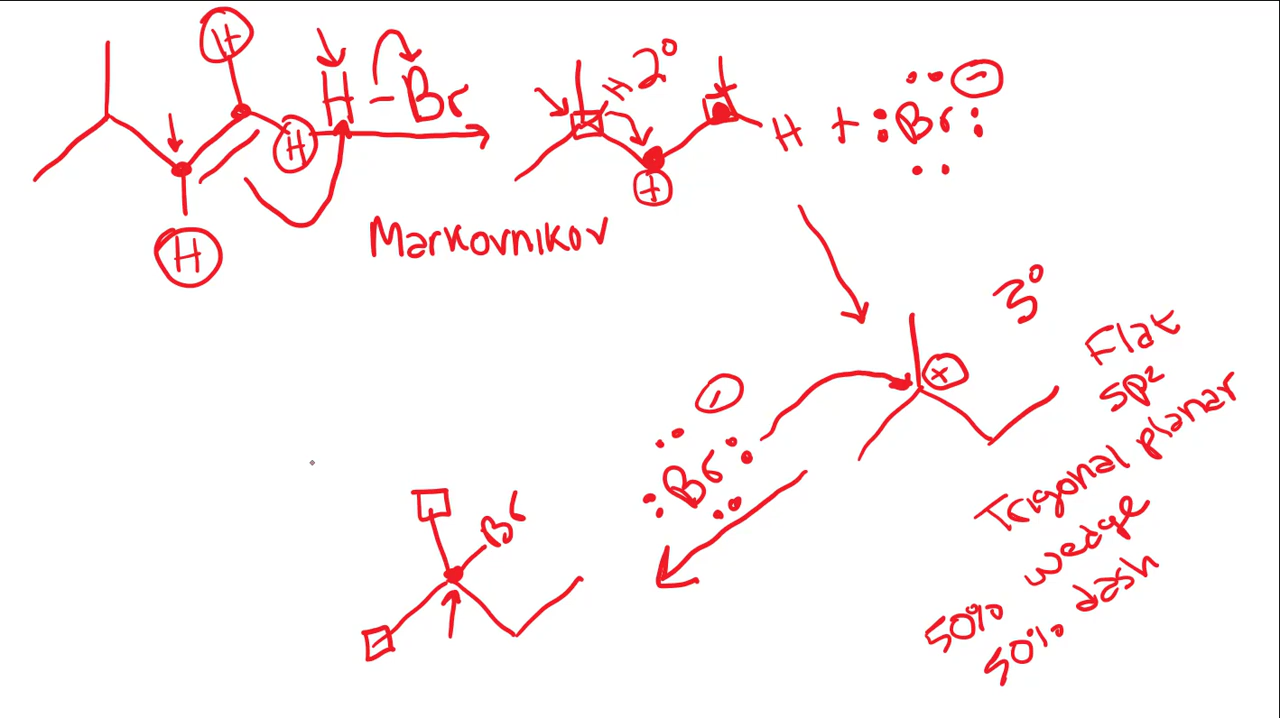 H
H
H
H – Br
H
2°
H
+
Br
−
+
Markovnikov
3°
+
Flat
sp²
Trigonal planar
50% wedge
50% dash
−
Br
Br